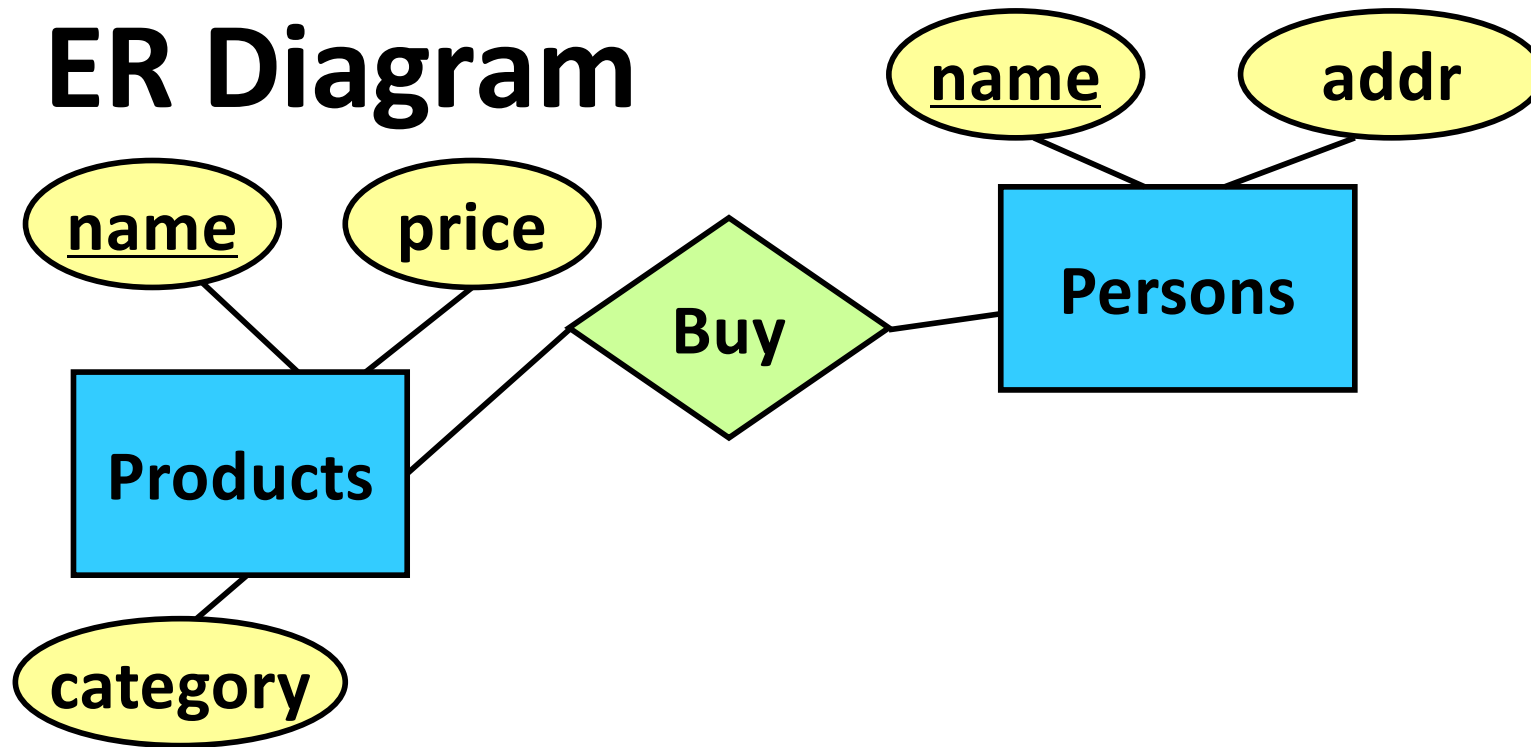 ER Diagram
name
addr
name
price
Buy
Persons
Products
category